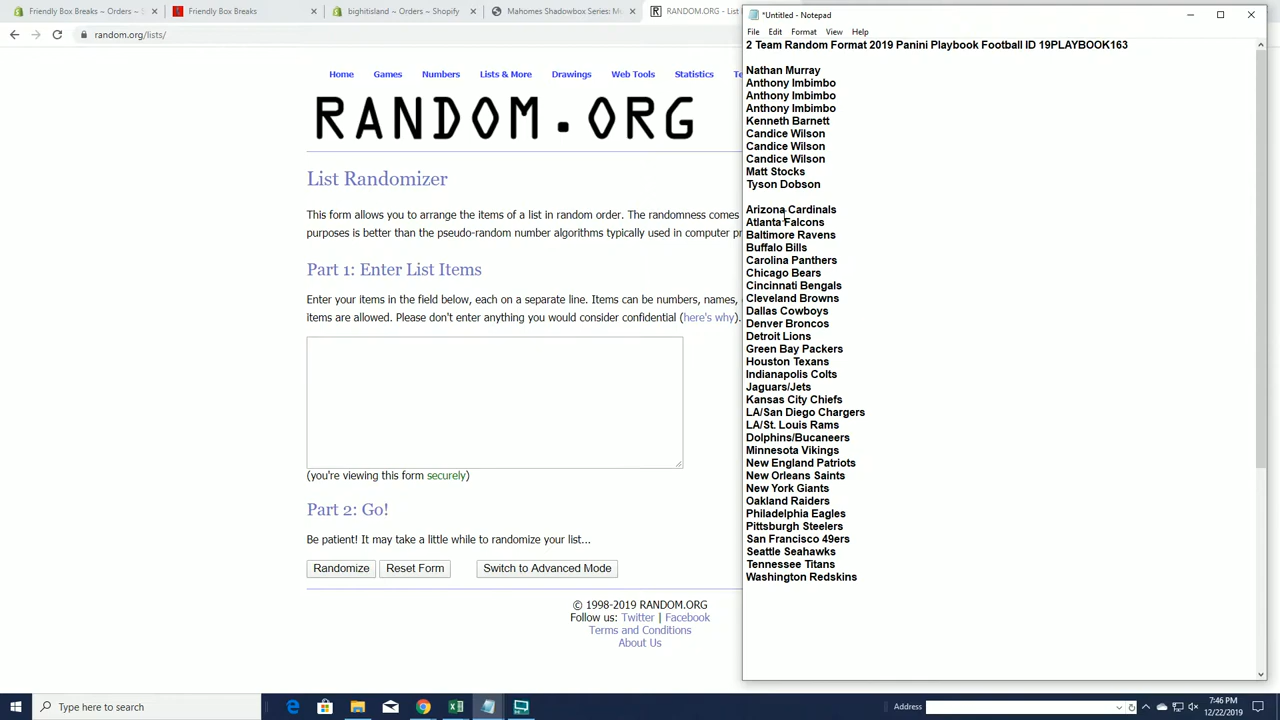 Friendly Box Breaks ~ Orders ~ S
Friendly Box Breaks
bighitisland ~ Orders ~ Shopify
Mahomes Shadowbox Series: Mc
RANDOM.ORG - L
random.org/lists/
Home
Games
Numbers
Lists & More
Drawings
Web Tools
Statistics
Te
RANDOM.ORG
List Randomizer
This form allows you to arrange the items of a list in random order. The randomness comes
purposes is better than the pseudo-random number algorithms typically used in computer pr
Part 1: Enter List Items
Enter your items in the field below, each on a separate line. Items can be numbers, names,
items are allowed. Please don't enter anything you would consider confidential (here's why).
(you're viewing this form securely)
Part 2: Go!
Be patient! It may take a little while to randomize your list...
Randomize
Reset Form
Switch to Advanced Mode
© 1998-2019 RANDOM.ORG
Follow us: Twitter | Facebook
Terms and Conditions
About Us
*Untitled - Notepad
File Edit Format View Help
2 Team Random Format 2019 Panini Playbook Football ID 19PLAYBOOK163
Nathan Murray
Anthony Imbimbo
Anthony Imbimbo
Anthony Imbimbo
Kenneth Barnett
Candice Wilson
Candice Wilson
Candice Wilson
Matt Stocks
Tyson Dobson
Arizona Cardinals
Atlanta Falcons
Baltimore Ravens
Buffalo Bills
Carolina Panthers
Chicago Bears
Cincinnati Bengals
Cleveland Browns
Dallas Cowboys
Denver Broncos
Detroit Lions
Green Bay Packers
Houston Texans
Indianapolis Colts
Jaguars/Jets
Kansas City Chiefs
LA/San Diego Chargers
LA/St. Louis Rams
Dolphins/Bucaneers
Minnesota Vikings
New England Patriots
New Orleans Saints
New York Giants
Oakland Raiders
Philadelphia Eagles
Pittsburgh Steelers
San Francisco 49ers
Seattle Seahawks
Tennessee Titans
Washington Redskins
Type here to search
Address
7:46 PM
12/22/2019